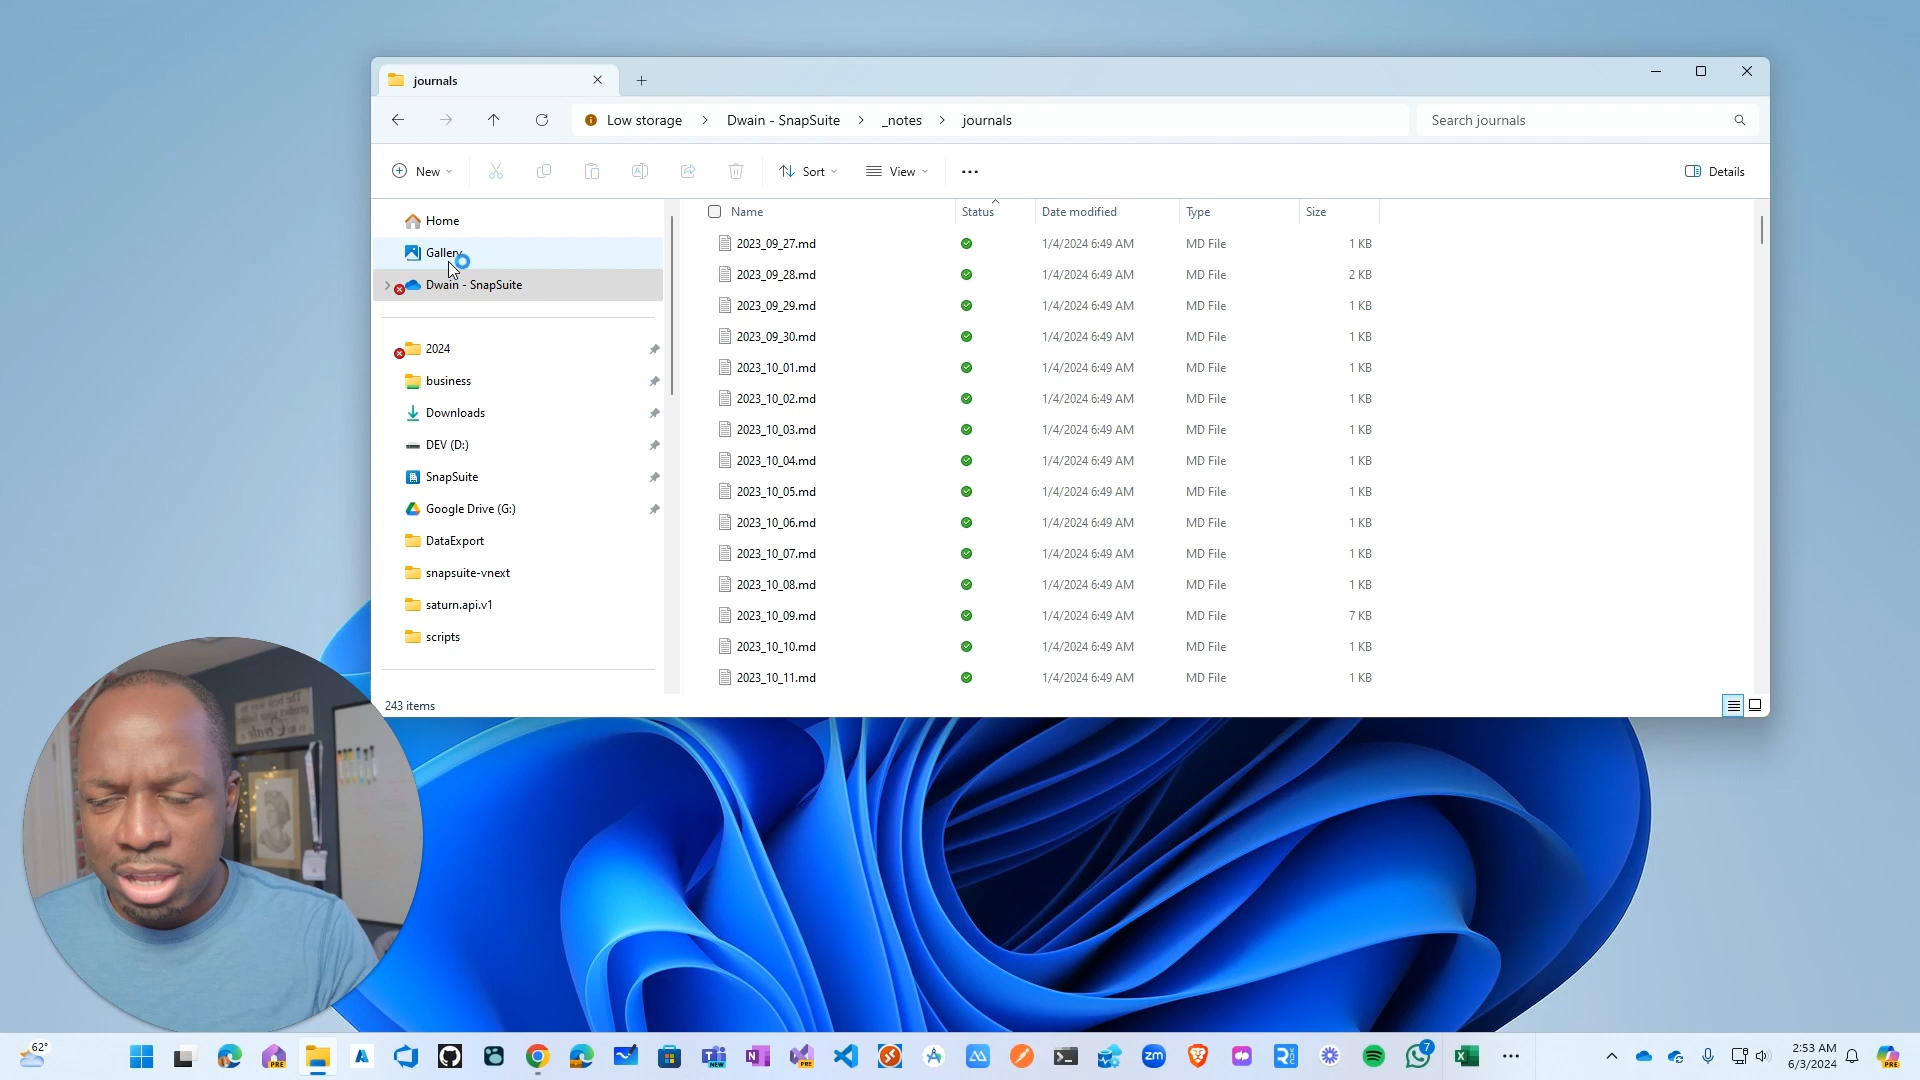 journals
Low storage > Dwain - SnapSuite > _notes > journals
Search journals
New
Sort
View
Details
Home
Gallery
Dwain - SnapSuite
2024
business
Downloads
DEV (D:)
SnapSuite
Google Drive (G:)
DataExport
snapsuite-vnext
saturn.api.v1
scripts
Name Status Date modified Type Size
2023_09_27.md 1/4/2024 6:49 AM MD File 1 KB
2023_09_28.md 1/4/2024 6:49 AM MD File 2 KB
2023_09_29.md 1/4/2024 6:49 AM MD File 1 KB
2023_09_30.md 1/4/2024 6:49 AM MD File 1 KB
2023_10_01.md 1/4/2024 6:49 AM MD File 1 KB
2023_10_02.md 1/4/2024 6:49 AM MD File 1 KB
2023_10_03.md 1/4/2024 6:49 AM MD File 1 KB
2023_10_04.md 1/4/2024 6:49 AM MD File 1 KB
2023_10_05.md 1/4/2024 6:49 AM MD File 1 KB
2023_10_06.md 1/4/2024 6:49 AM MD File 1 KB
2023_10_07.md 1/4/2024 6:49 AM MD File 1 KB
2023_10_08.md 1/4/2024 6:49 AM MD File 1 KB
2023_10_09.md 1/4/2024 6:49 AM MD File 7 KB
2023_10_10.md 1/4/2024 6:49 AM MD File 1 KB
2023_10_11.md 1/4/2024 6:49 AM MD File 1 KB
243 items
62°
PRE
NEW
PRE
zm
7
2:53 AM
6/3/2024
PRE